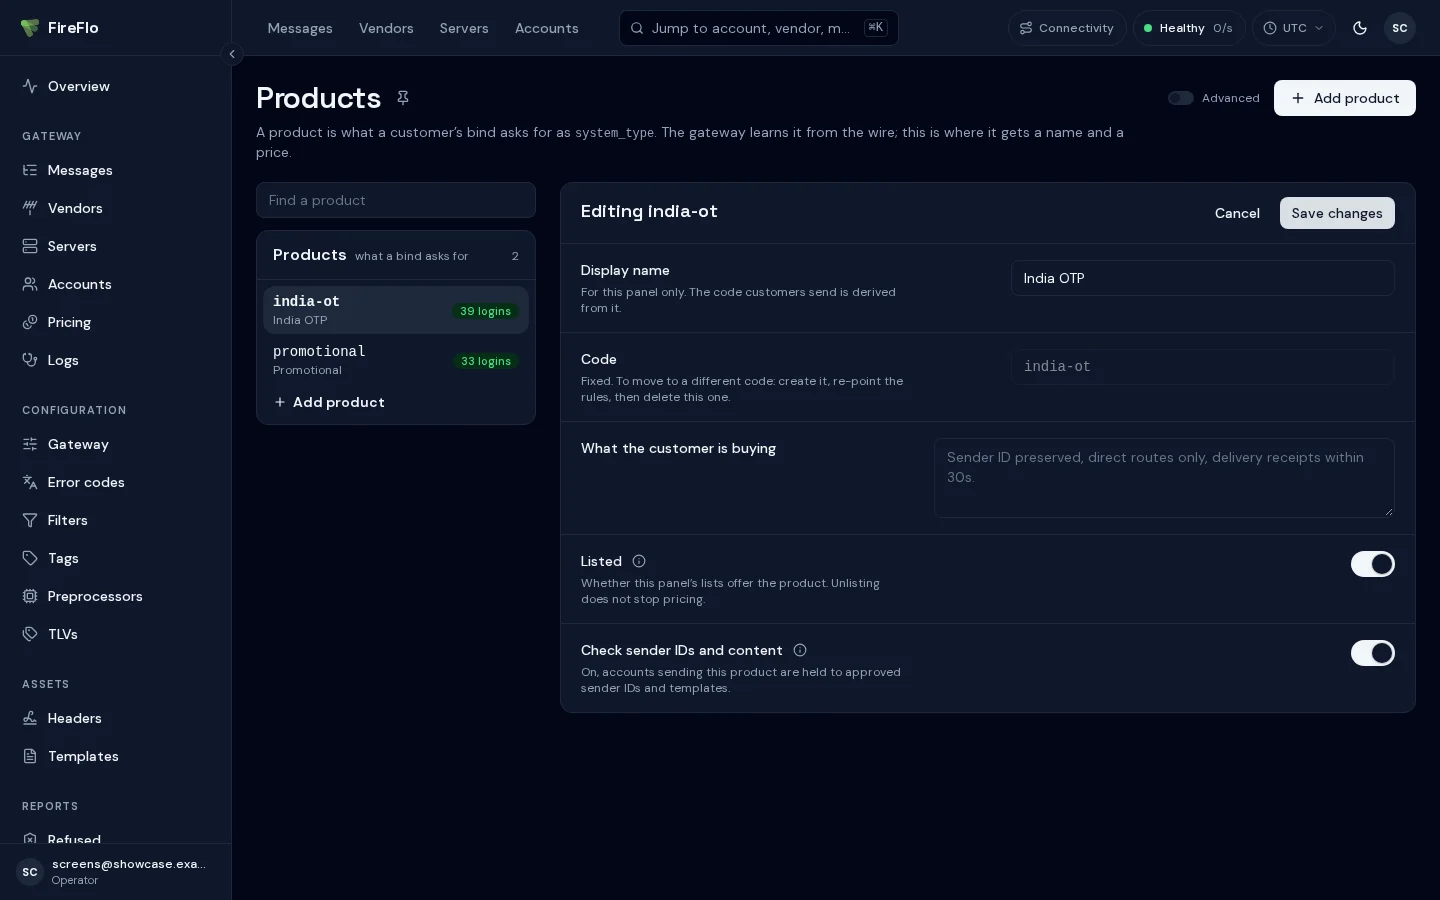 FireFlo
Messages
Vendors
Servers
Accounts
Jump to account, vendor, m...
⌘K
Connectivity
Healthy 0/s
UTC
SC
Overview
GATEWAY
Messages
Vendors
Servers
Accounts
Pricing
Logs
CONFIGURATION
Gateway
Error codes
Filters
Tags
Preprocessors
TLVs
ASSETS
Headers
Templates
REPORTS
Refused
SC
screens@showcase.exa...
Operator
Products
Advanced
Add product
A product is what a customer’s bind asks for as system_type. The gateway learns it from the wire; this is where it gets a name and a
price.
Find a product
Products what a bind asks for 2
india-ot
India OTP
39 logins
promotional
Promotional
33 logins
Add product
Editing india-ot
Cancel
Save changes
Display name
For this panel only. The code customers send is derived
from it.
India OTP
Code
Fixed. To move to a different code: create it, re-point the
rules, then delete this one.
india-ot
What the customer is buying
Sender ID preserved, direct routes only, delivery receipts within
30s.
Listed
Whether this panel’s lists offer the product. Unlisting
does not stop pricing.
Check sender IDs and content
On, accounts sending this product are held to approved
sender IDs and templates.